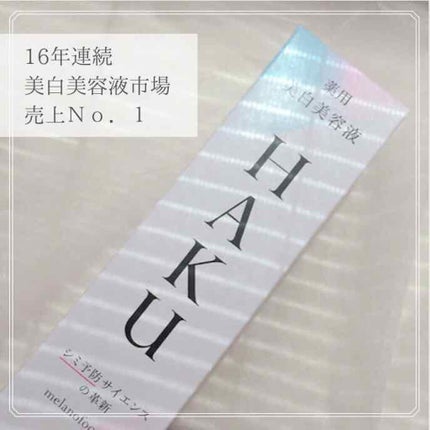 16年連続
美白美容液市場
売上No．1
薬用
美白美容液
HAKU
シミ予防サイエンス
の革新
melanofoc